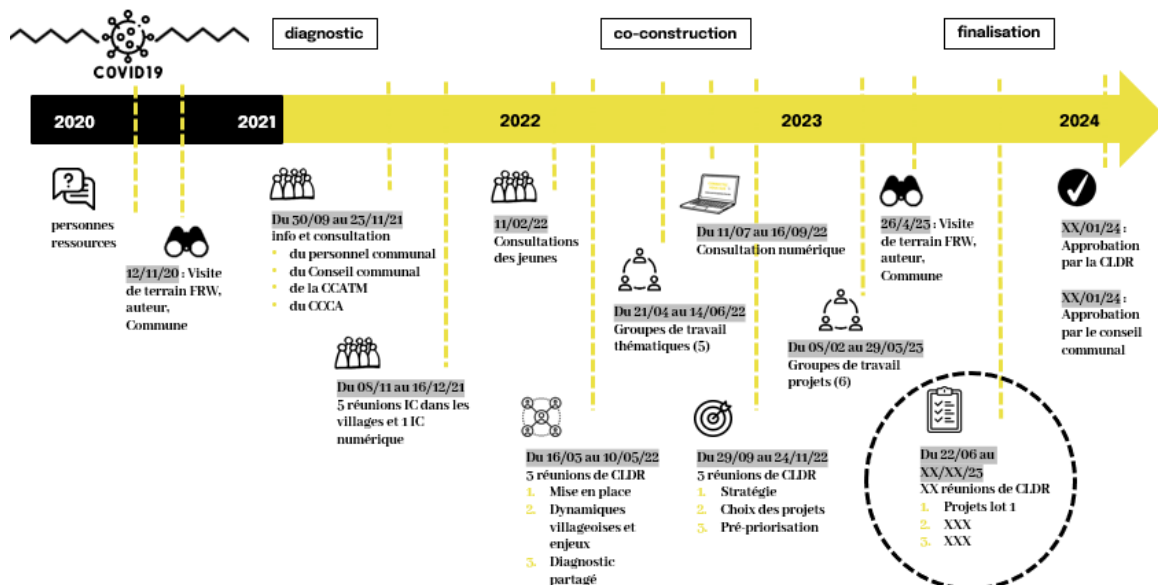 COVID19
diagnostic
co-construction
finalisation
2020
2021
2022
2023
2024
?
personnes
ressources
12/11/20 : Visite
de terrain FRW,
auteur,
Commune
Du 30/09 au 23/11/21
info et consultation
du personnel communal
du Conseil communal
de la CCATM
du CCCA
Du 08/11 au 16/12/21
5 réunions IC dans les
villages et 1 IC
numérique
11/02/22
Consultations
des jeunes
Du 16/03 au 10/05/22
3 réunions de CLDR
1. Mise en place
2. Dynamiques
villageoises et
enjeux
3. Diagnostic
partagé
Du 21/04 au 14/06/22
Groupes de travail
thématiques (5)
Du 11/07 au 16/09/22
Consultation numérique
Du 29/09 au 24/11/22
3 réunions de CLDR
1. Stratégie
2. Choix des projets
3. Pré-priorisation
Du 08/02 au 29/03/23
Groupes de travail
projets (6)
26/4/23 : Visite
de terrain FRW,
auteur,
Commune
Du 22/06 au
XX/XX/23
XX réunions de CLDR
1. Projets lot 1
2. XXX
3. XXX
XX/01/24 :
Approbation
par la CLDR
XX/01/24 :
Approbation
par le conseil
communal